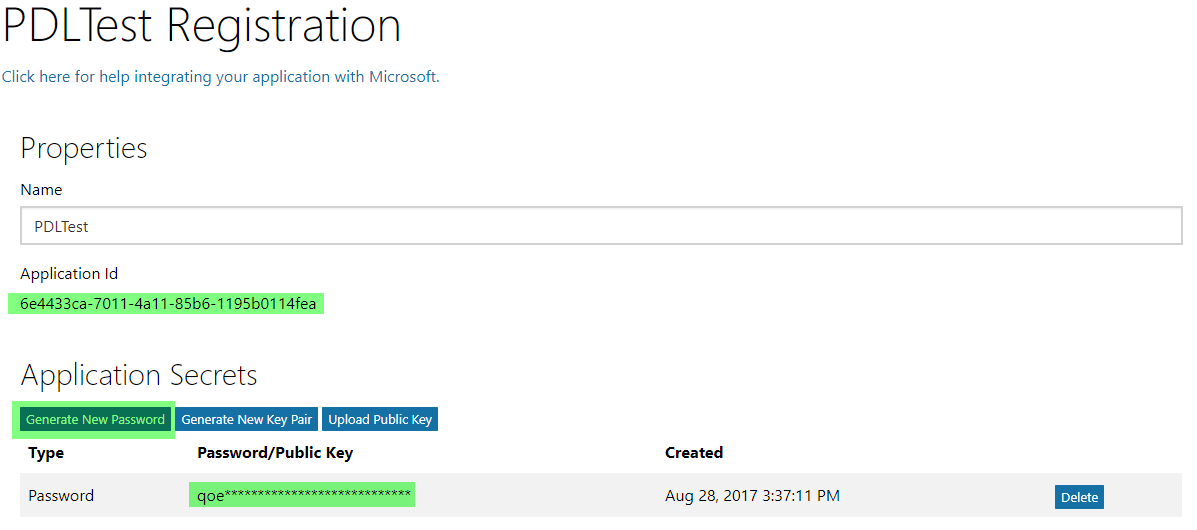 PDLTest Registration
Click here for help integrating your application with Microsoft.
Properties
Name
PDLTest
Application Id
6e4433ca-7011-4a11-85b6-1195b0114fea
Application Secrets
Generate New Password Generate New Key Pair Upload Public Key
Type Password/Public Key Created
Password qoe**************************** Aug 28, 2017 3:37:11 PM Delete